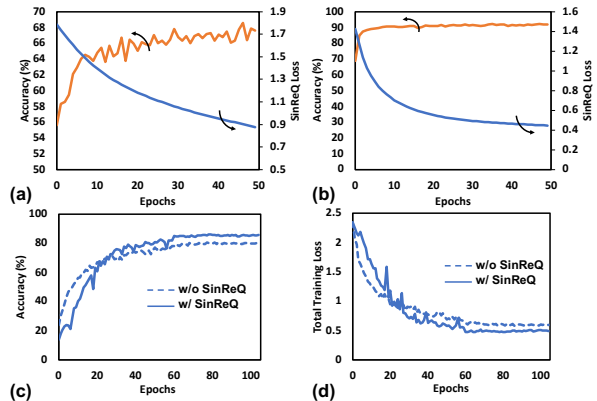 70
68
66
64
62
60
58
56
54
52
50
Accuracy (%)
1.9
1.7
1.5
1.3
1.1
0.9
0.7
0.5
SinReQ Loss
0 10 20 30 40 50
Epochs
(a)
100
90
80
70
60
50
40
30
20
10
0
Accuracy (%)
1.6
1.4
1.2
1
0.8
0.6
0.4
0.2
0
SinReQ Loss
0 10 20 30 40 50
Epochs
(b)
100
80
60
40
20
0
Accuracy (%)
w/o SinReQ
w/ SinReQ
0 20 40 60 80 100
Epochs
(c)
2.5
2
1.5
1
0.5
0
Total Training Loss
w/o SinReQ
w/ SinReQ
0 20 40 60 80 100
Epochs
(d)